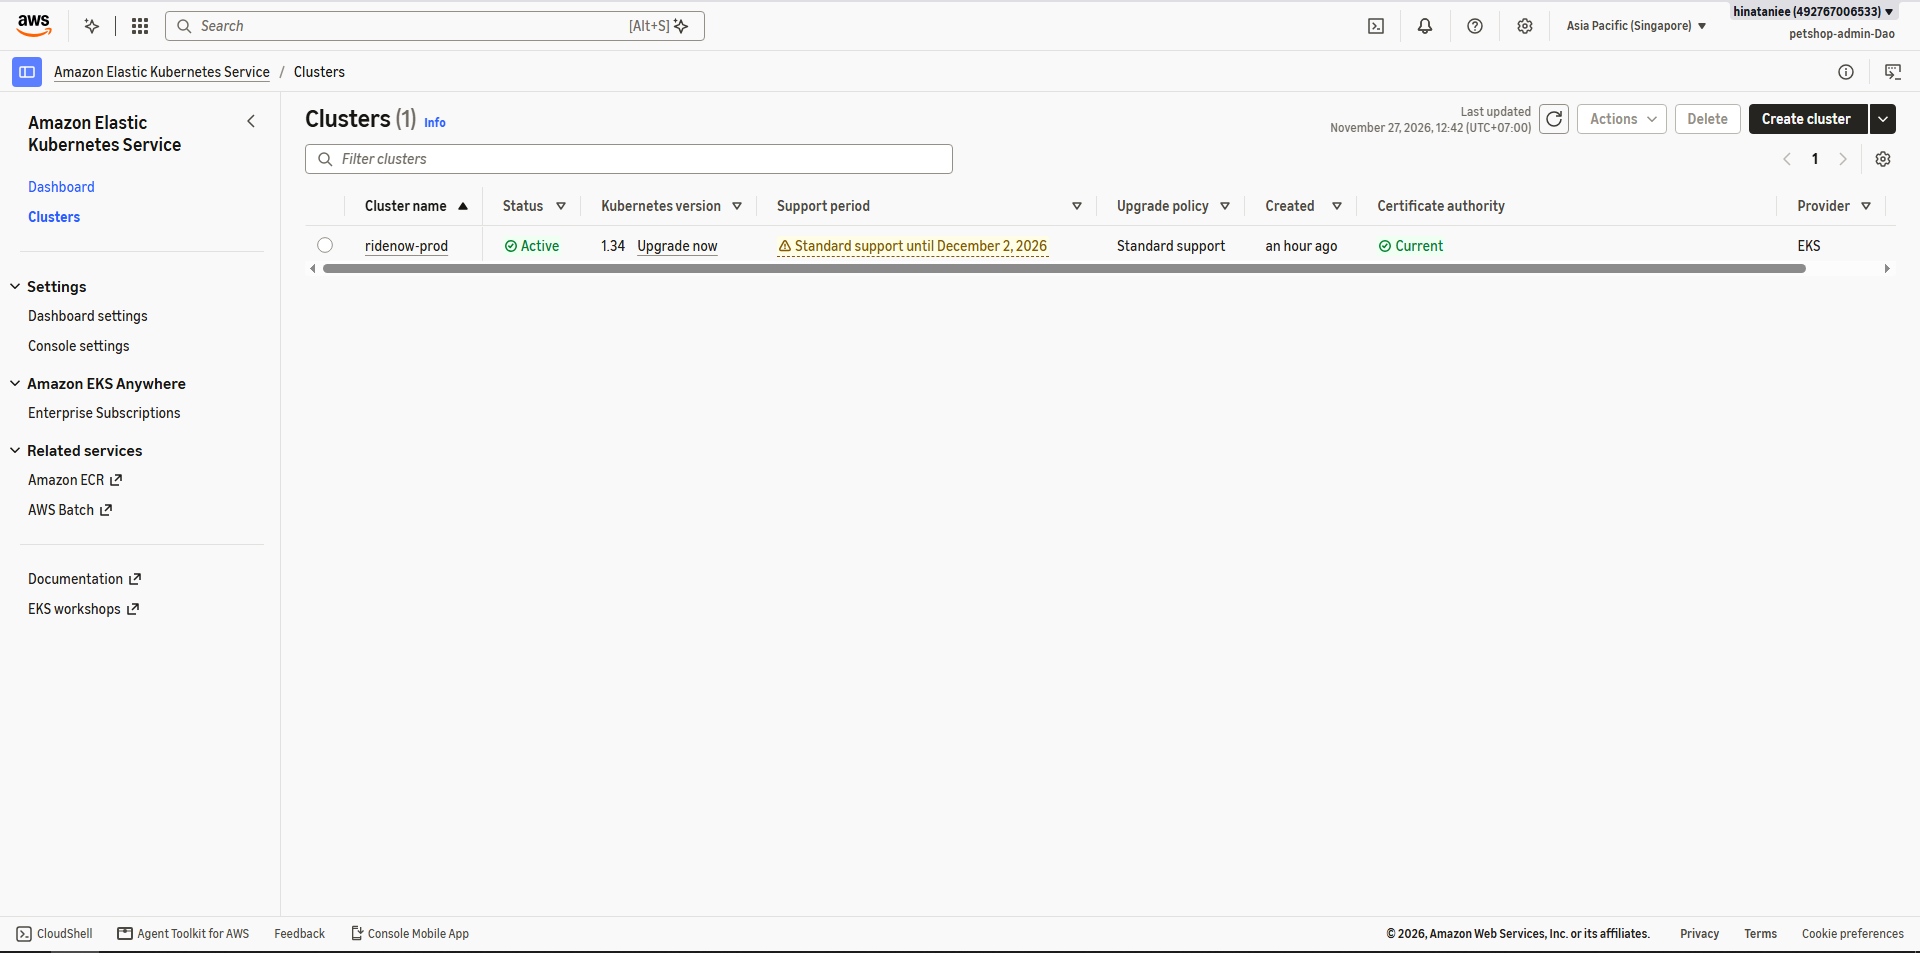 aws
Search [Alt+S]
Asia Pacific (Singapore)
hinataniee (492767006533)
petshop-admin-Dao
Amazon Elastic Kubernetes Service / Clusters
Amazon Elastic
Kubernetes Service
Dashboard
Clusters
Settings
Dashboard settings
Console settings
Amazon EKS Anywhere
Enterprise Subscriptions
Related services
Amazon ECR
AWS Batch
Documentation
EKS workshops
Clusters (1) Info
Last updated
November 27, 2026, 12:42 (UTC+07:00)
Actions
Delete
Create cluster
Filter clusters
1
Cluster name Status Kubernetes version Support period Upgrade policy Created Certificate authority Provider
ridenow-prod Active 1.34 Upgrade now Standard support until December 2, 2026 Standard support an hour ago Current EKS
CloudShell Agent Toolkit for AWS Feedback Console Mobile App © 2026, Amazon Web Services, Inc. or its affiliates. Privacy Terms Cookie preferences